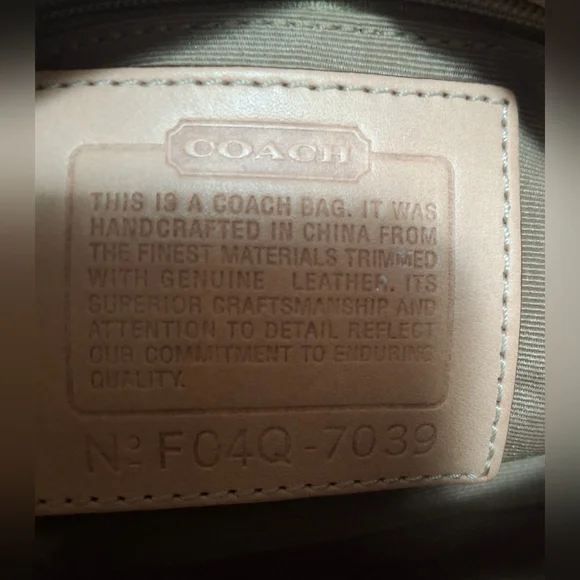 COACH
THIS IS A COACH BAG. IT WAS
HANDCRAFTED IN CHINA FROM
THE FINEST MATERIALS TRIMMED
WITH GENUINE LEATHER. ITS
SUPERIOR CRAFTSMANSHIP AND
ATTENTION TO DETAIL REFLECT
OUR COMMITMENT TO ENDURING
QUALITY.
Nº F04Q-7039